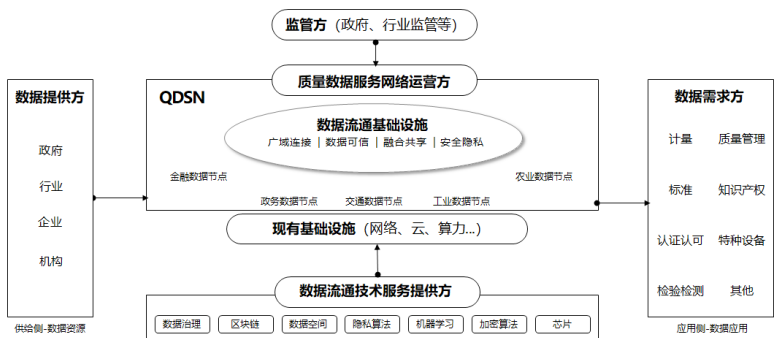 监管方（政府、行业监管等）
质量数据服务网络运营方
数据提供方
政府
行业
企业
机构
供给侧-数据资源
QDSN
数据流通基础设施
广域连接 | 数据可信 | 融合共享 | 安全隐私
金融数据节点
农业数据节点
政务数据节点
交通数据节点
工业数据节点
现有基础设施（网络、云、算力...）
数据流通技术服务提供方
数据治理
区块链
数据空间
隐私算法
机器学习
加密算法
芯片
数据需求方
计量 质量管理
标准 知识产权
认证认可 特种设备
检验检测 其他
应用侧-数据应用